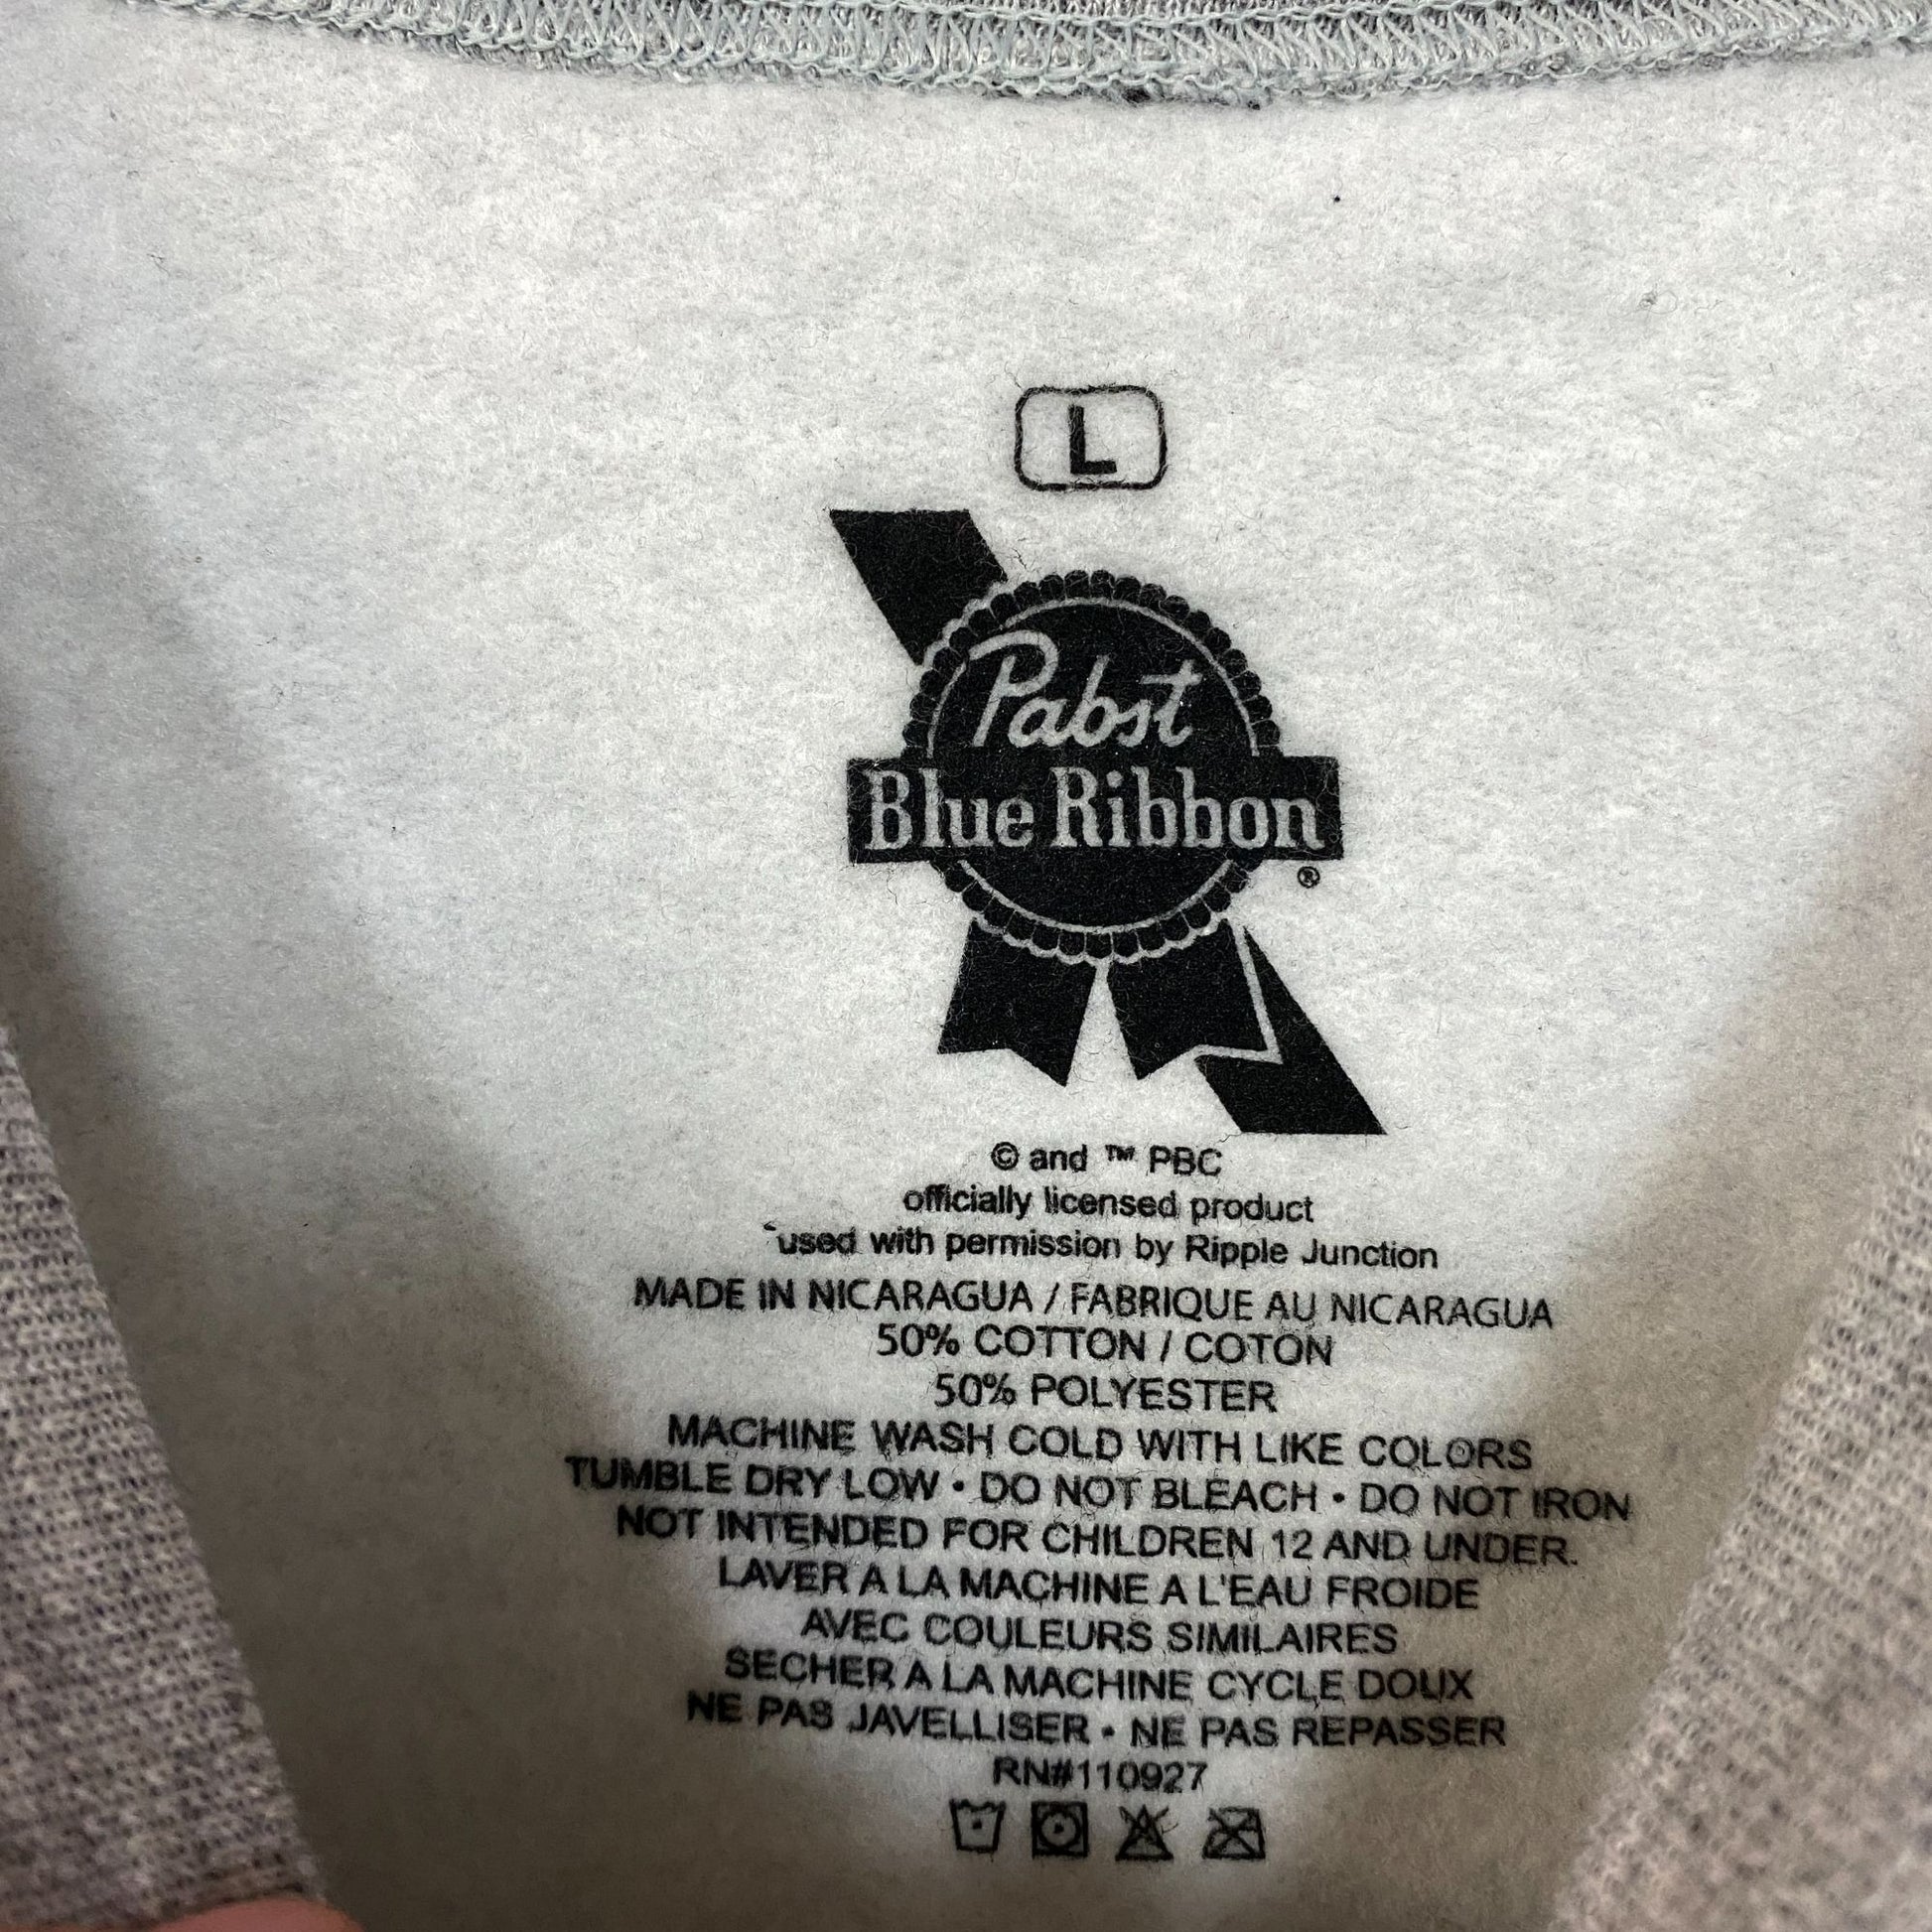 L
Pabst
Blue Ribbon
®
© and ™ PBC
officially licensed product
used with permission by Ripple Junction
MADE IN NICARAGUA / FABRIQUE AU NICARAGUA
50% COTTON / COTON
50% POLYESTER
MACHINE WASH COLD WITH LIKE COLORS
TUMBLE DRY LOW • DO NOT BLEACH • DO NOT IRON
NOT INTENDED FOR CHILDREN 12 AND UNDER.
LAVER A LA MACHINE A L'EAU FROIDE
AVEC COULEURS SIMILAIRES
SECHER A LA MACHINE CYCLE DOUX
NE PAS JAVELLISER • NE PAS REPASSER
RN#110927